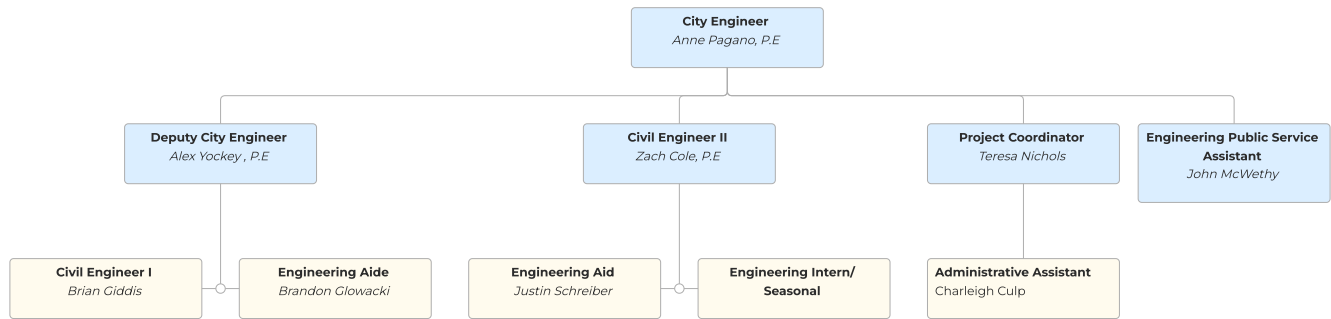 City Engineer
Anne Pagano, P.E
Deputy City Engineer
Alex Yockey , P.E
Civil Engineer II
Zach Cole, P.E
Project Coordinator
Teresa Nichols
Engineering Public Service
Assistant
John McWethy
Civil Engineer I
Brian Giddis
Engineering Aide
Brandon Glowacki
Engineering Aid
Justin Schreiber
Engineering Intern/
Seasonal
Administrative Assistant
Charleigh Culp